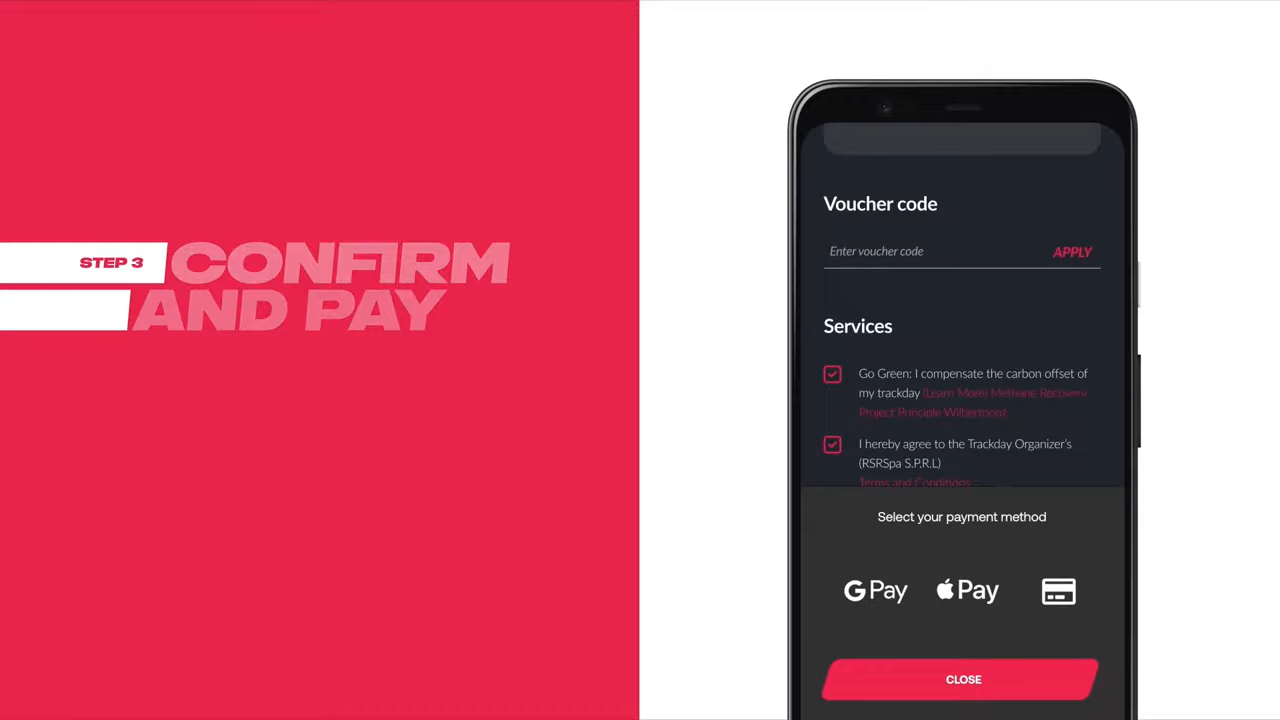 STEP 3
CONFIRM
AND PAY
Voucher code
Enter voucher code
APPLY
Services
Go Green: I compensate the carbon offset of
my trackday (Learn More) Methane Recovery
Project Principle Wilbertoost
I hereby agree to the Trackday Organizer's
(RSRSpa S.P.R.L)
Terms and Conditions
Select your payment method
G Pay
Pay
CLOSE